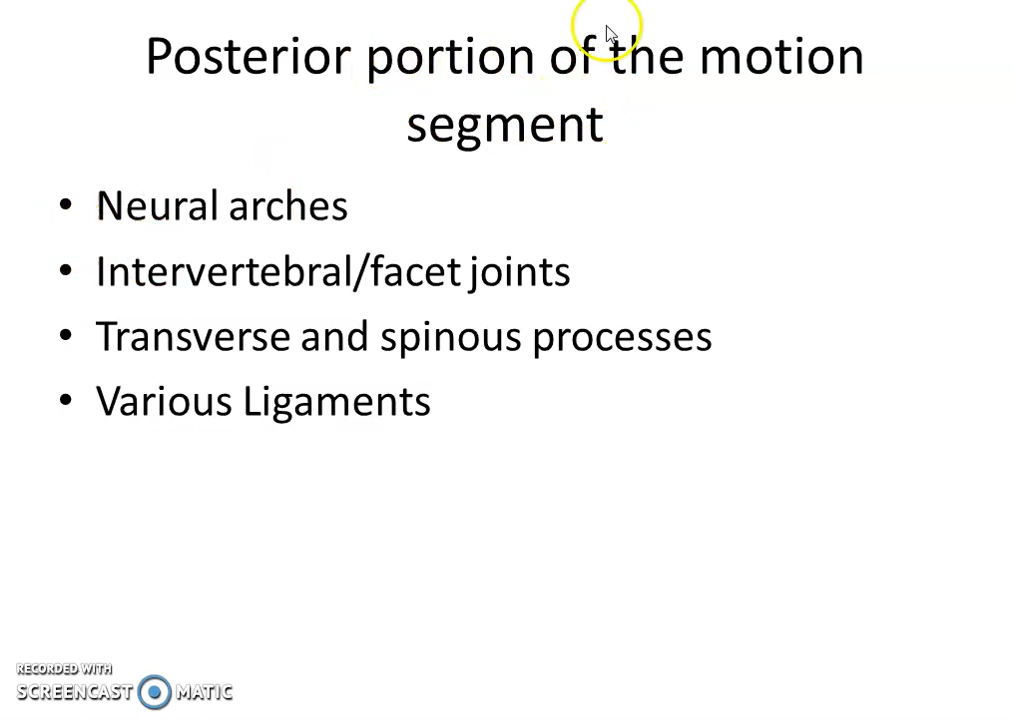 Posterior portion of the motion
segment
• Neural arches
• Intervertebral/facet joints
• Transverse and spinous processes
• Various Ligaments
RECORDED WITH
SCREENCAST MATIC